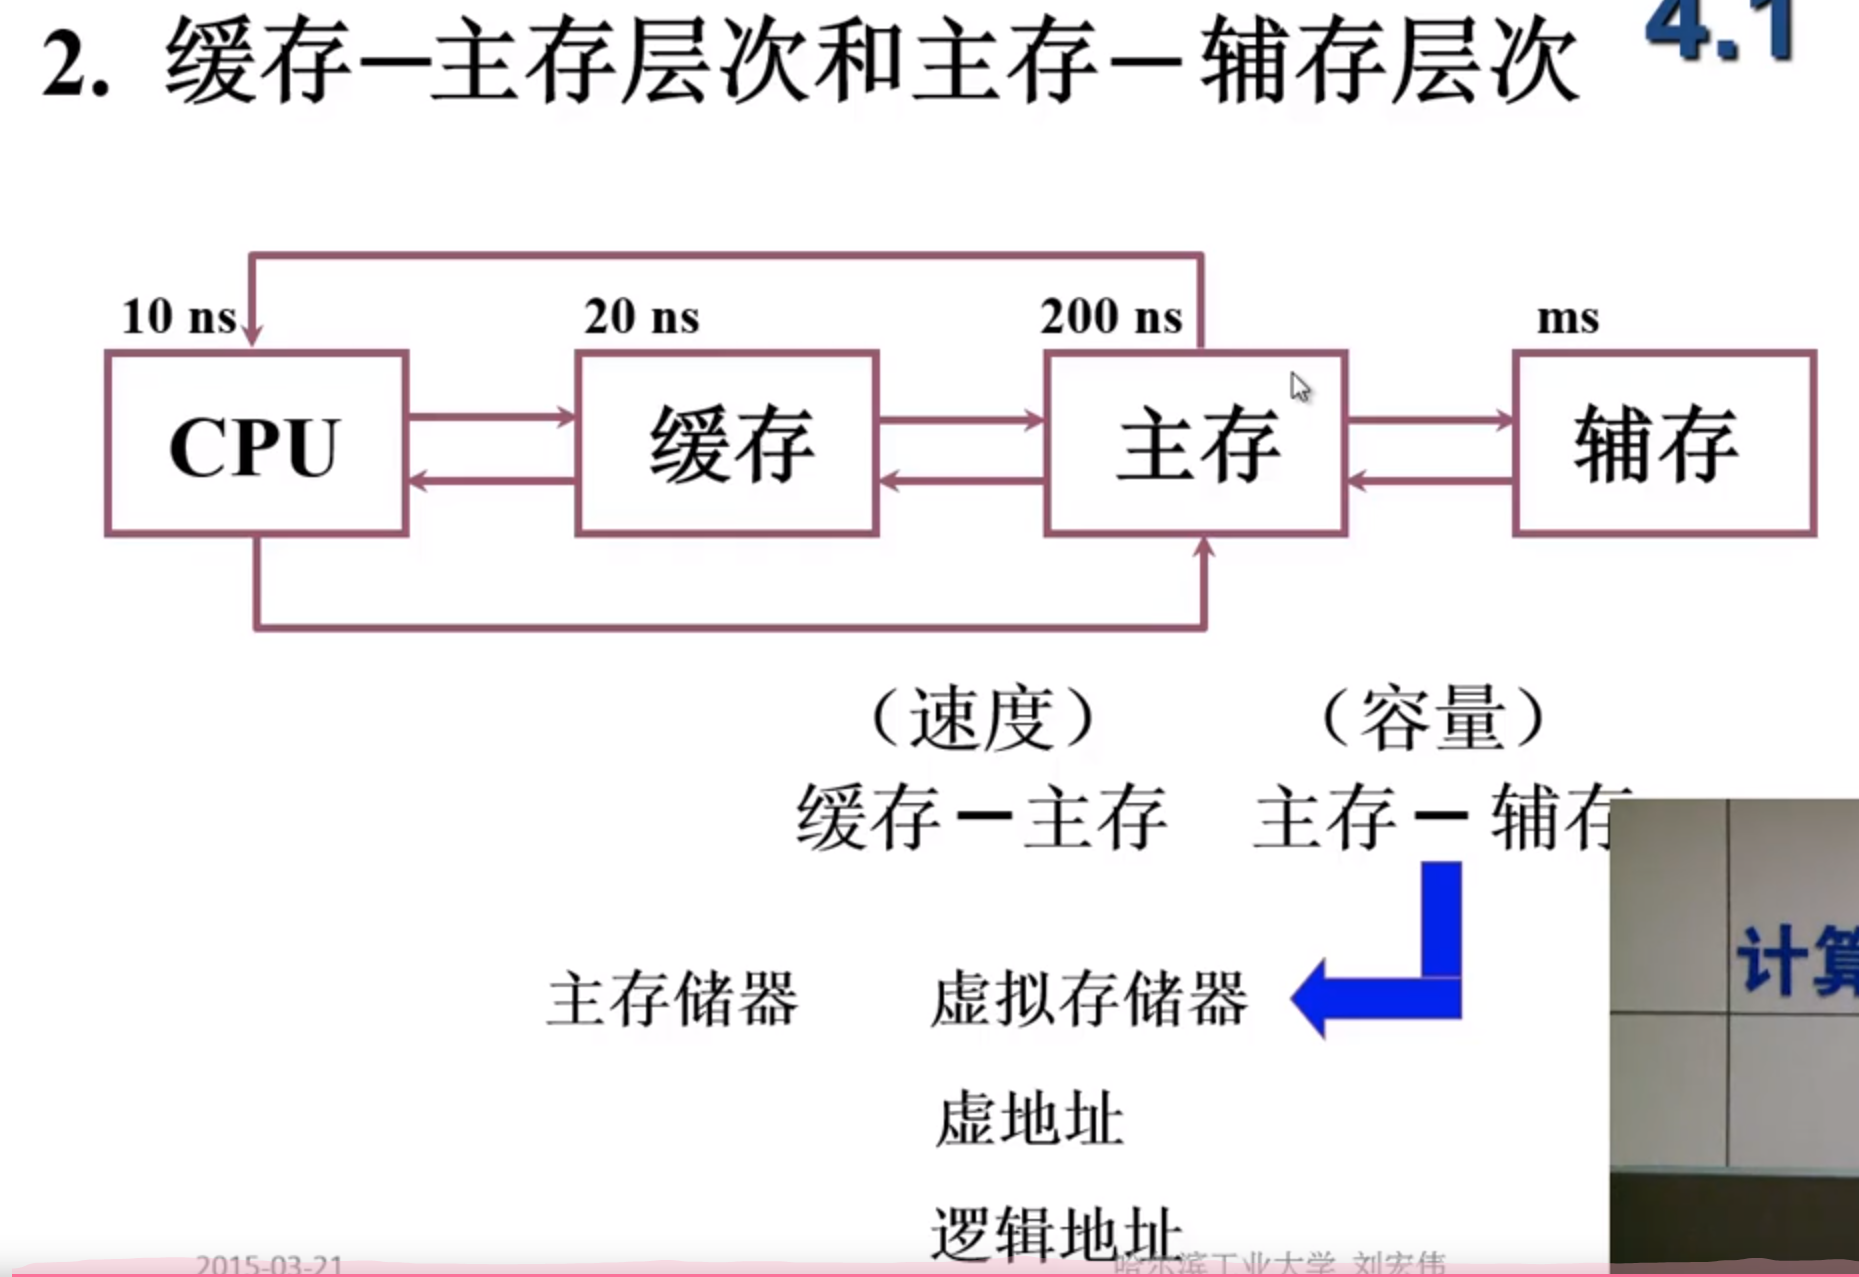 2. 缓存—主存层次和主存—辅存层次
4.1
10 ns
20 ns
200 ns
ms
CPU
缓存
主存
辅存
（速度）
（容量）
缓存 — 主存
主存 — 辅存
计算
主存储器
虚拟存储器
虚地址
逻辑地址
2015-03-21
哈尔滨工业大学 刘宏伟